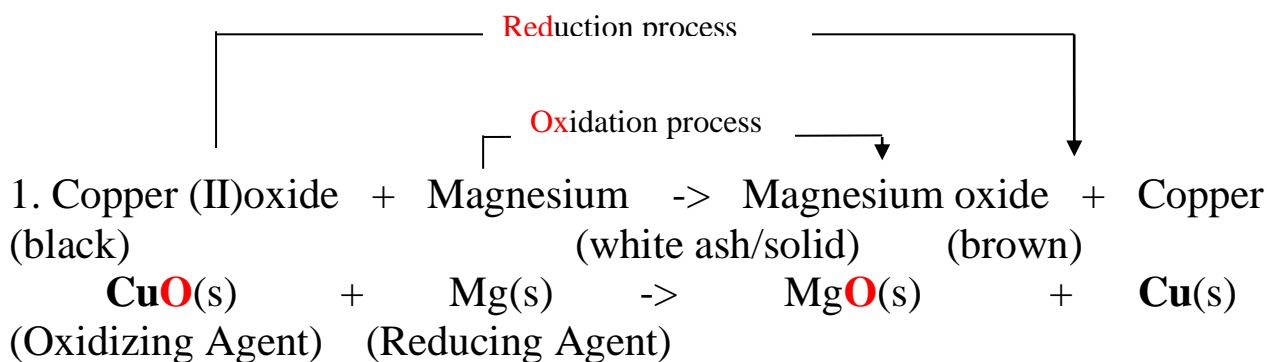 Reduction process
Oxidation process
1. Copper (II)oxide + Magnesium -> Magnesium oxide + Copper
(black) (white ash/solid) (brown)
CuO(s) + Mg(s) -> MgO(s) + Cu(s)
(Oxidizing Agent) (Reducing Agent)